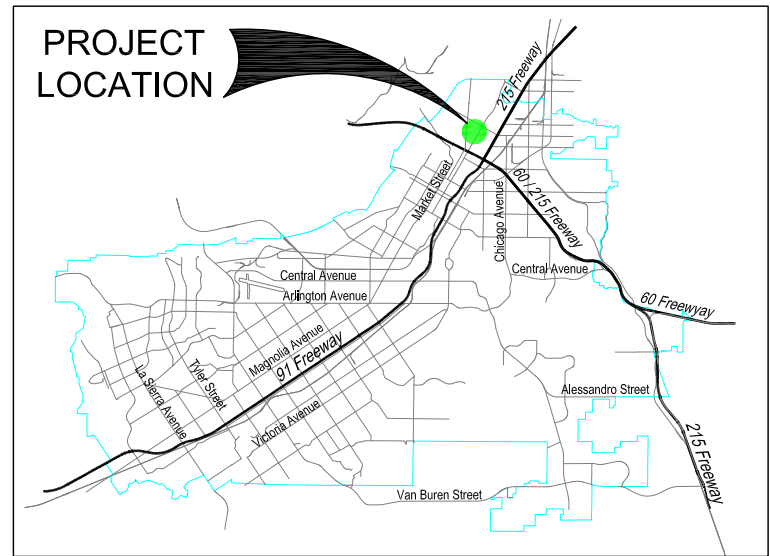 PROJECT
LOCATION
215 Freeway
Market Street
Chicago Avenue
60 / 215 Freeway
Central Avenue
Central Avenue
Arlington Avenue
60 Freewyay
Magnolia Avenue
91 Freeway
Tyler Street
La Sierra Avenue
Victoria Avenue
Alessandro Street
215 Freeway
Van Buren Street